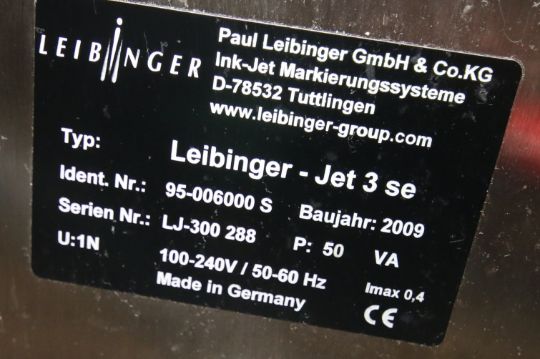 LEIBINGER
Paul Leibinger GmbH & Co.KG
Ink-Jet Markierungssysteme
D-78532 Tuttlingen
www.leibinger-group.com
Typ: Leibinger - Jet 3 se
Ident. Nr.: 95-006000 S Baujahr: 2009
Serien Nr.: LJ-300 288 P: 50 VA
U:1N 100-240V / 50-60 Hz Imax 0,4
Made in Germany CE